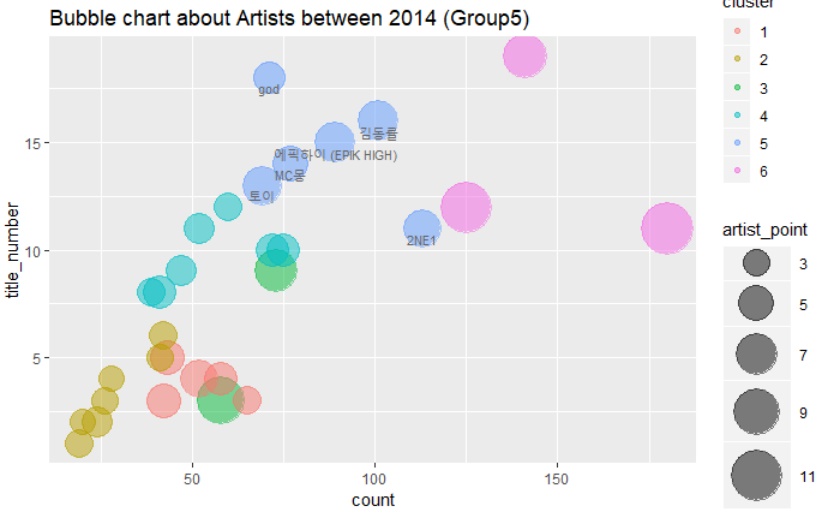 Bubble chart about Artists between 2014 (Group5)
title_number
15
10
5
god
김동률
에픽하이 (EPIK HIGH)
MC몽
토이
2NE1
50
100
150
count
cluster
1
2
3
4
5
6
artist_point
3
5
7
9
11